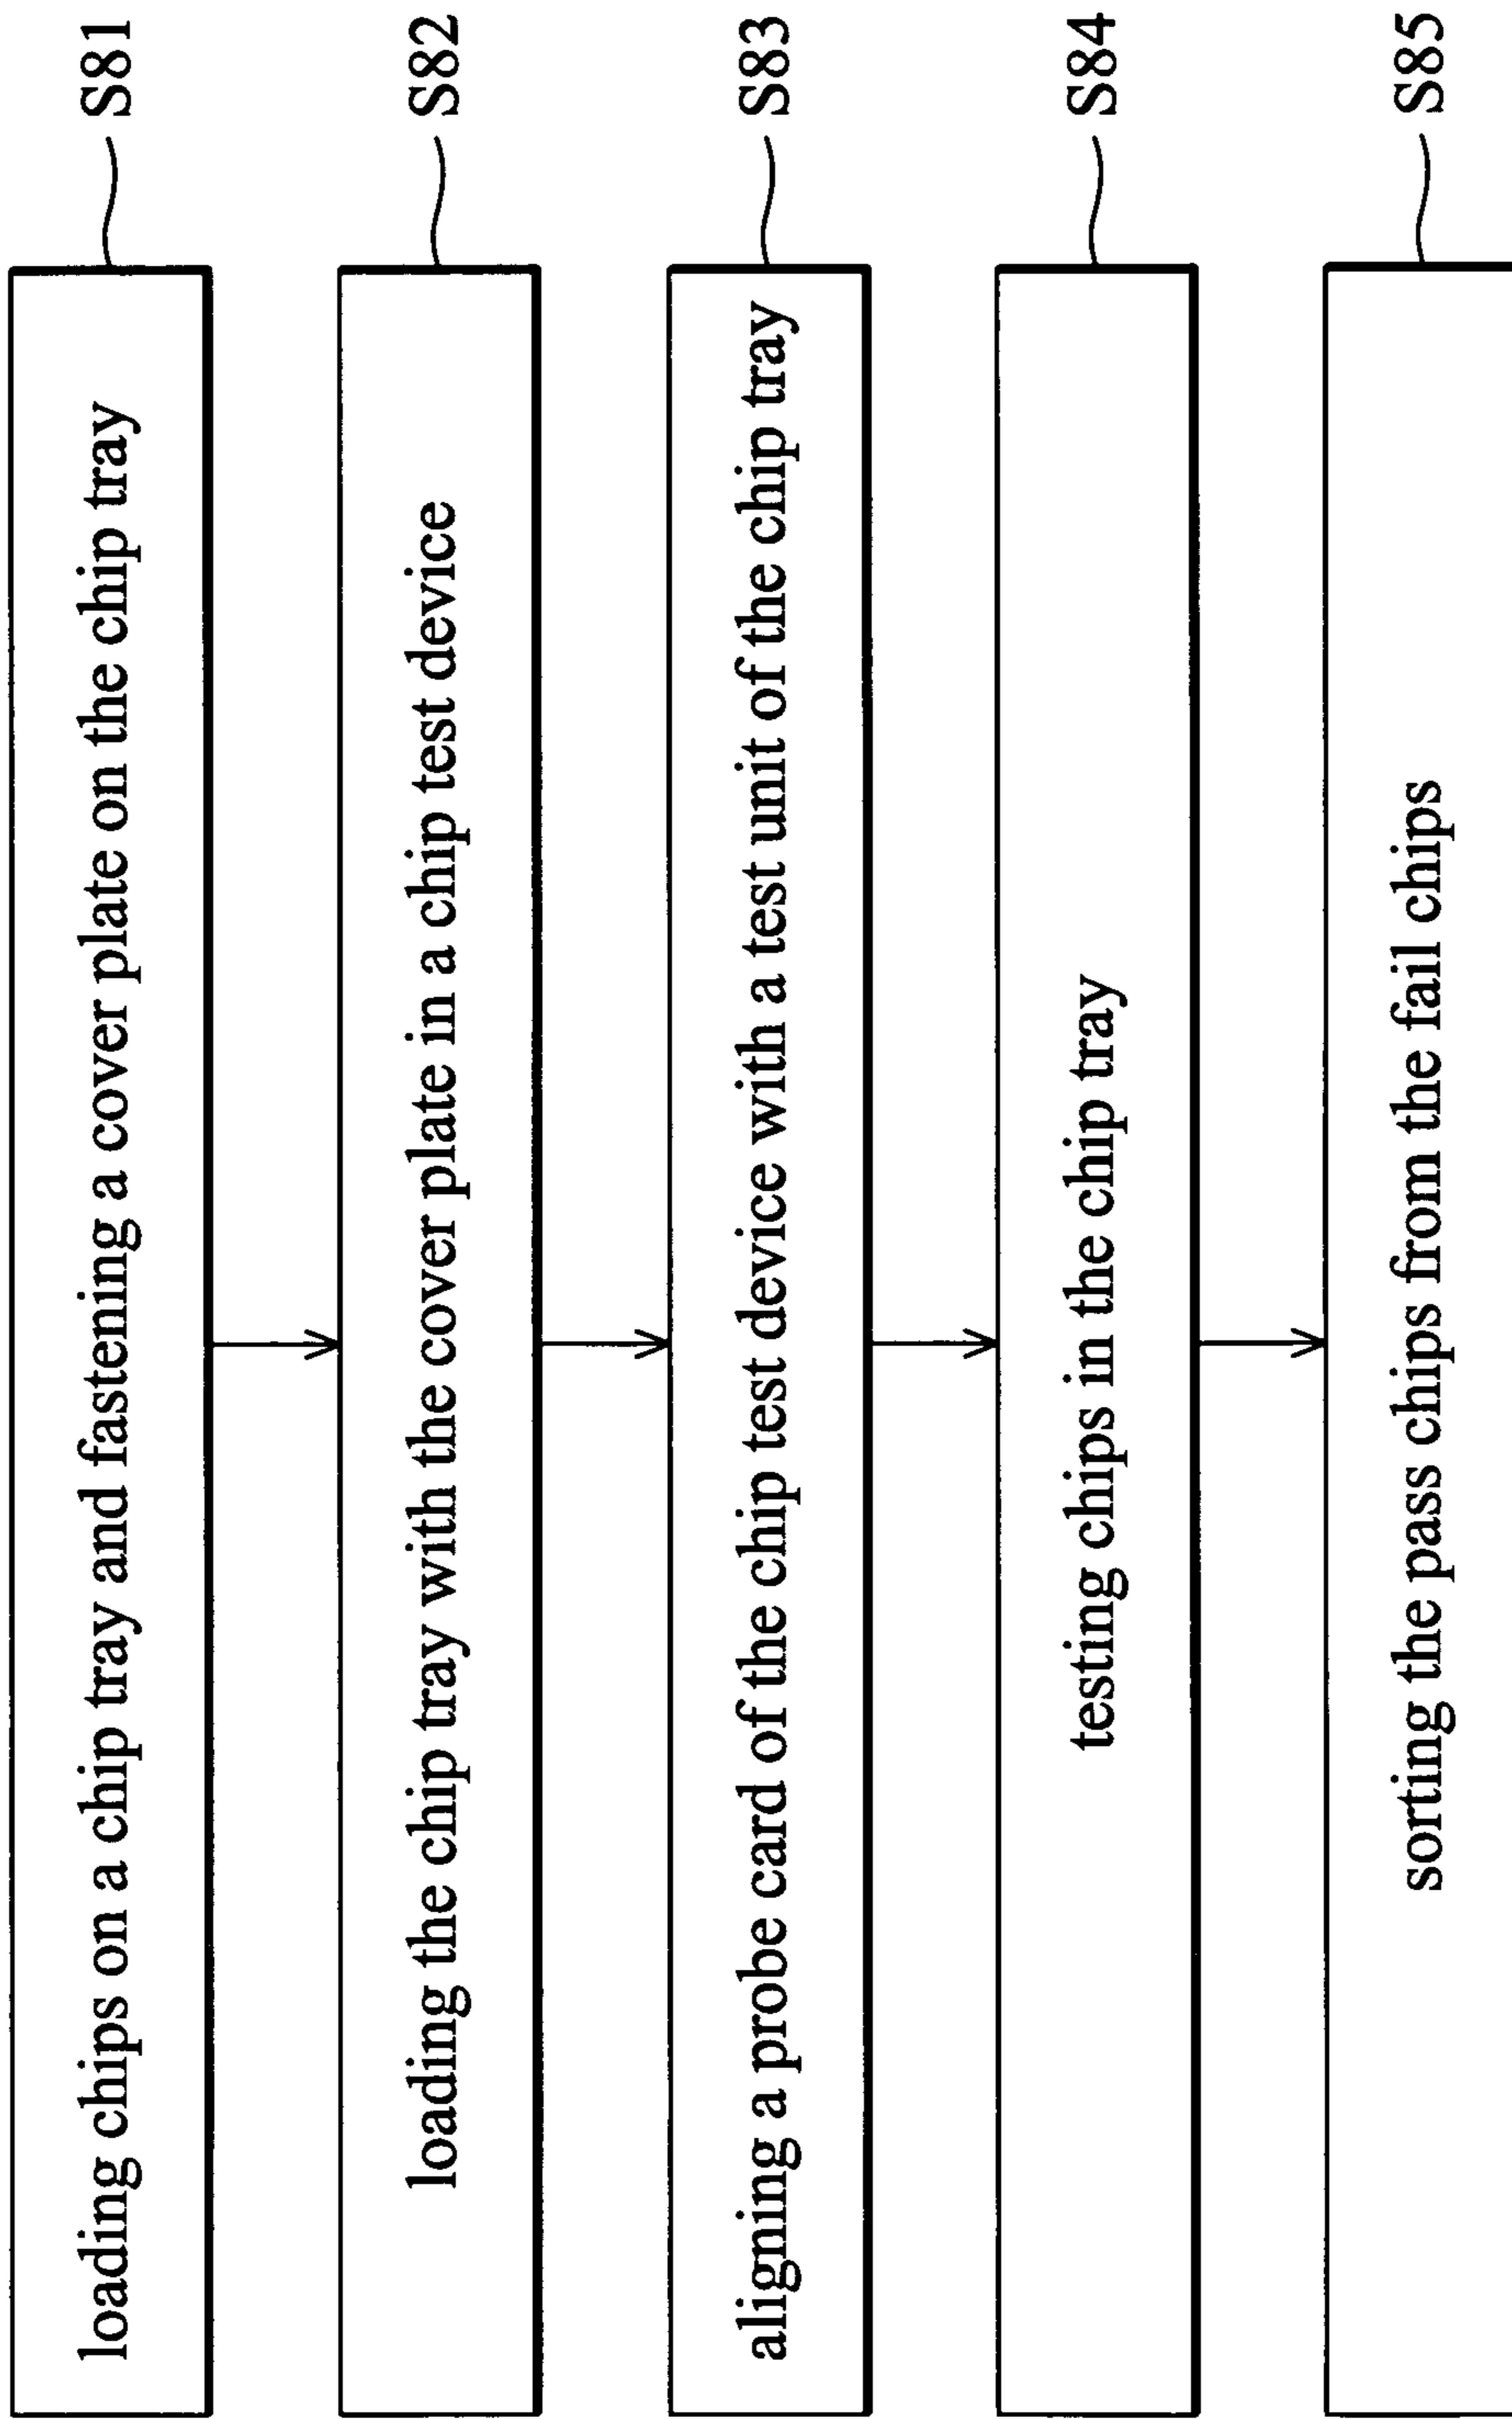 loading chips on a chip tray and fastening a cover plate on the chip tray
S81
loading the chip tray with the cover plate in a chip test device
S82
aligning a probe card of the chip test device with a test unit of the chip tray
S83
testing chips in the chip tray
S84
sorting the pass chips from the fail chips
S85